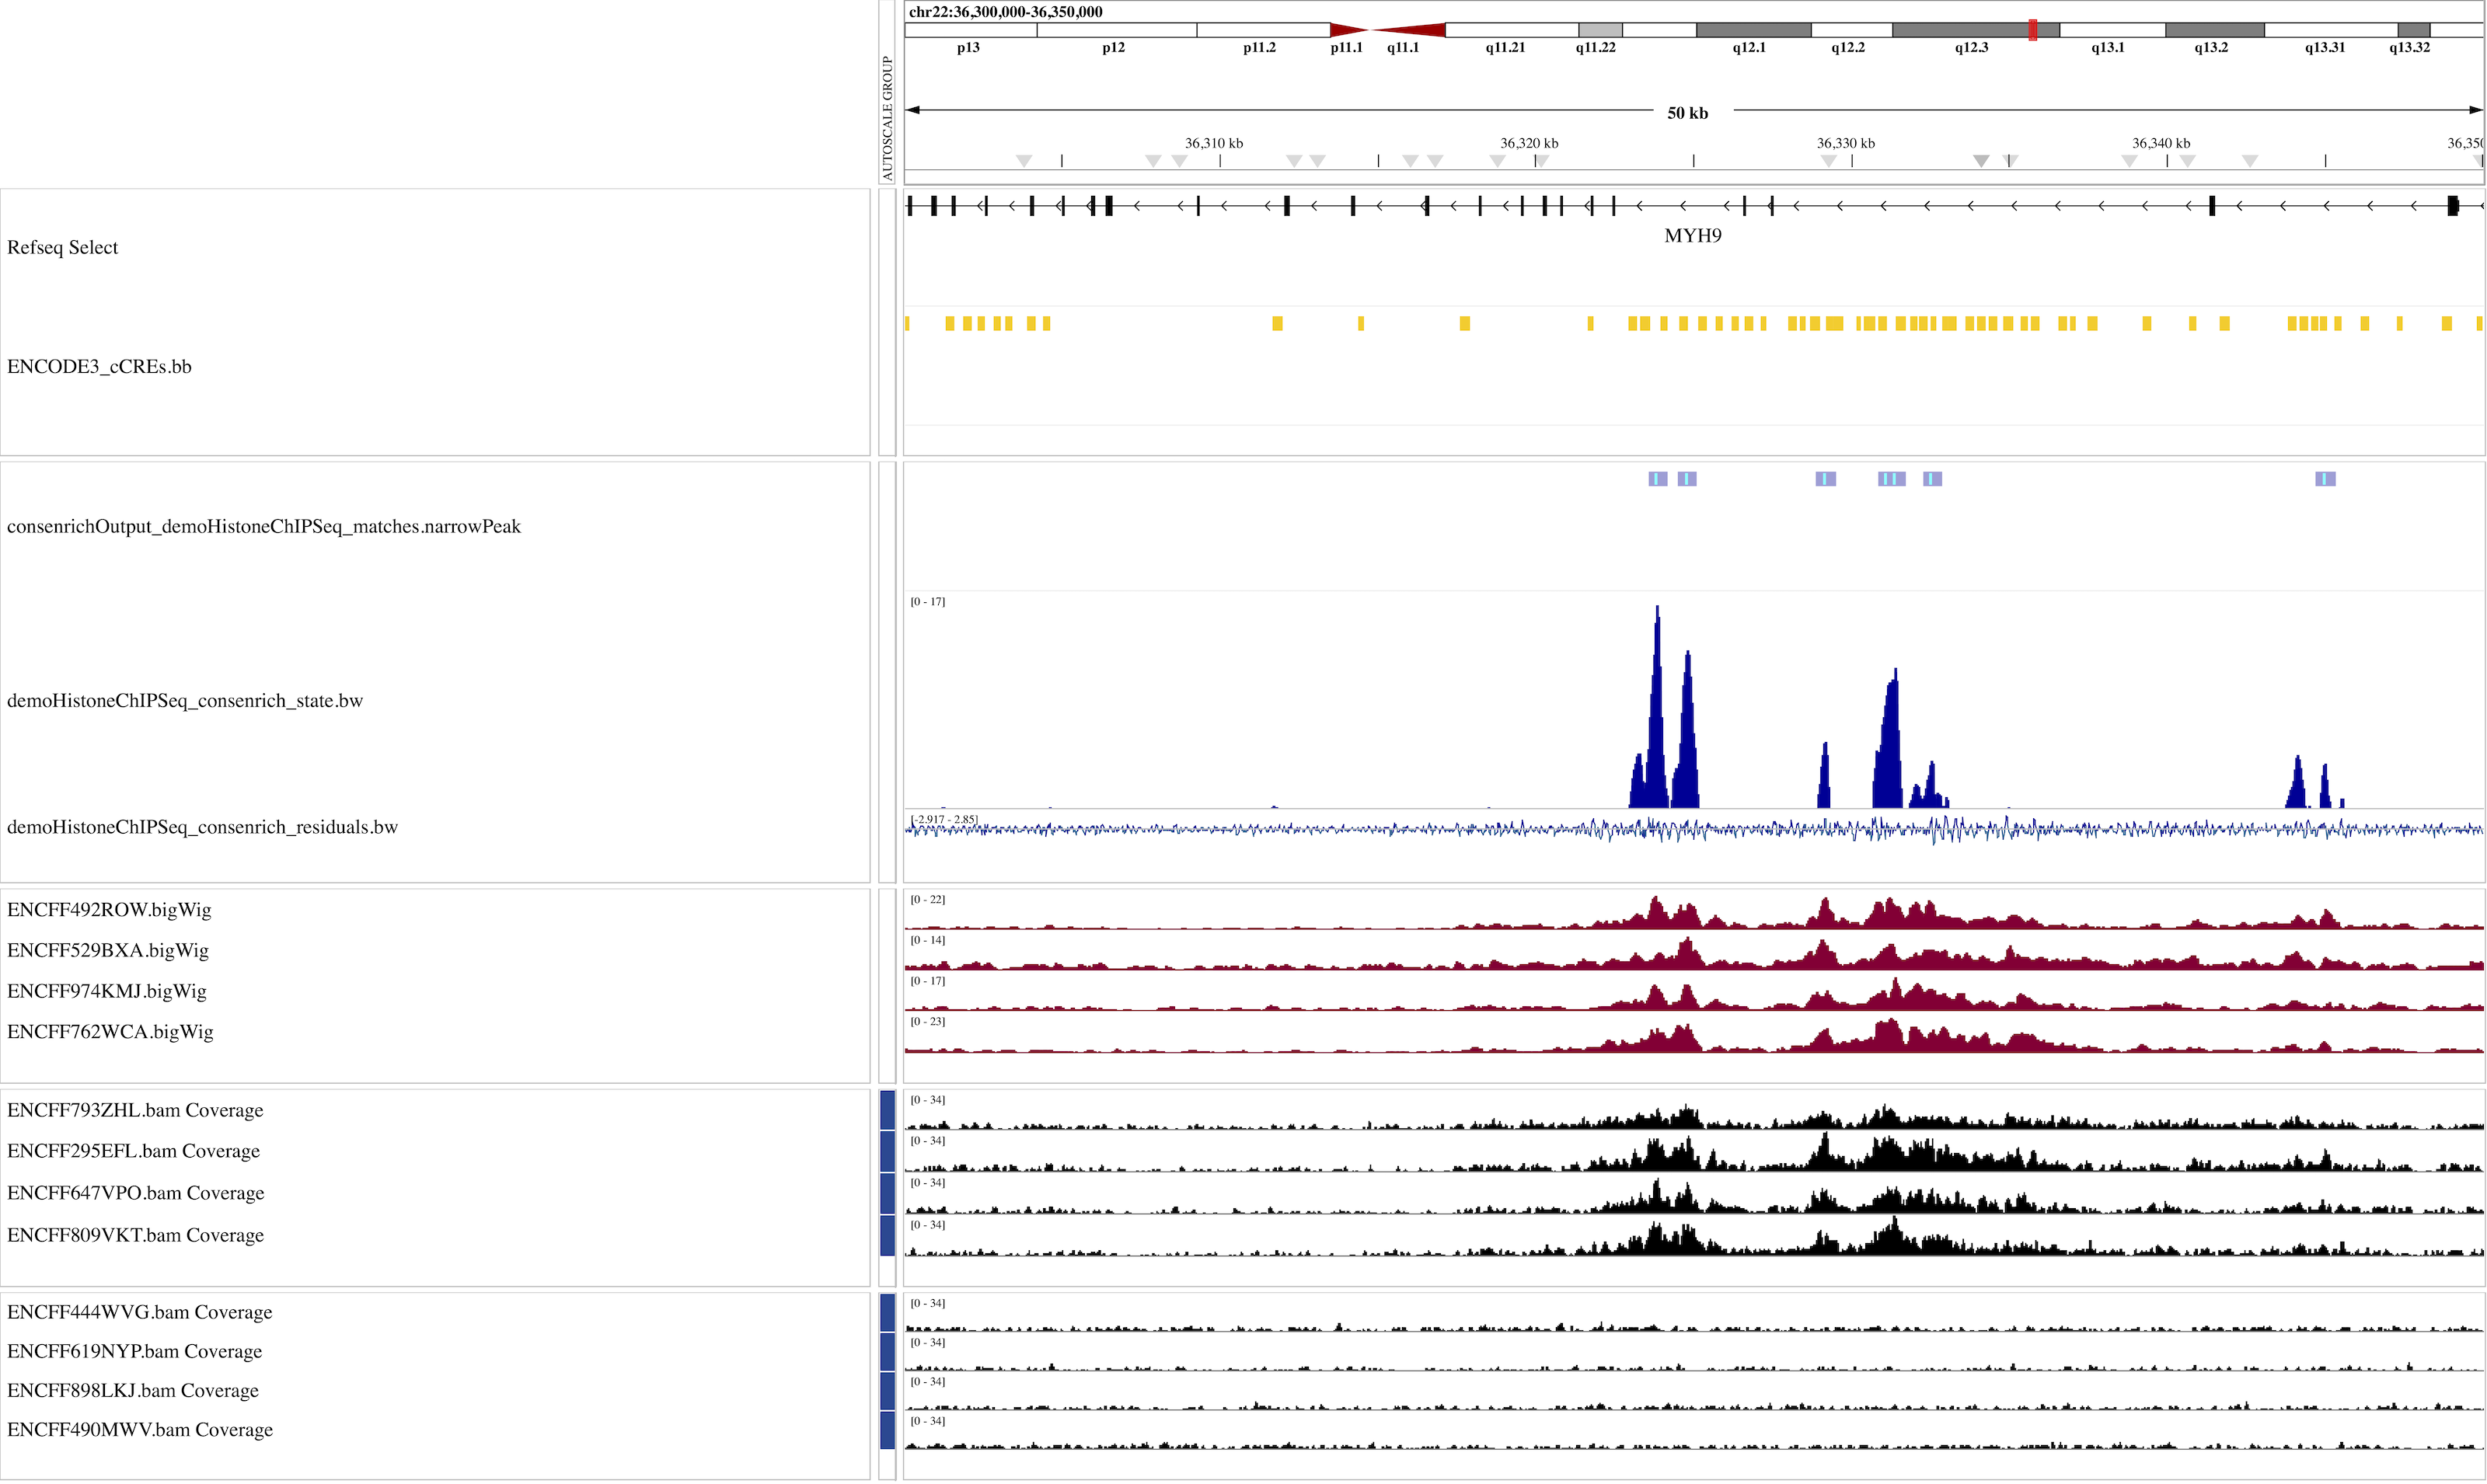 chr22:36,300,000-36,350,000
p13 p12 p11.2 p11.1 q11.1 q11.21 q11.22 q12.1 q12.2 q12.3 q13.1 q13.2 q13.31 q13.32
AUTOSCALE GROUP
50 kb
36,310 kb 36,320 kb 36,330 kb 36,340 kb 36,350
Refseq Select
MYH9
ENCODE3_cCREs.bb
consenrichOutput_demoHistoneChIPSeq_matches.narrowPeak
[0 - 17]
demoHistoneChIPSeq_consenrich_state.bw
demoHistoneChIPSeq_consenrich_residuals.bw
[-2.917 - 2.85]
ENCFF492ROW.bigWig [0 - 22]
ENCFF529BXA.bigWig [0 - 14]
ENCFF974KMJ.bigWig [0 - 17]
ENCFF762WCA.bigWig [0 - 23]
ENCFF793ZHL.bam Coverage [0 - 34]
ENCFF295EFL.bam Coverage [0 - 34]
ENCFF647VPO.bam Coverage [0 - 34]
ENCFF809VKT.bam Coverage [0 - 34]
ENCFF444WVG.bam Coverage [0 - 34]
ENCFF619NYP.bam Coverage [0 - 34]
ENCFF898LKJ.bam Coverage [0 - 34]
ENCFF490MWV.bam Coverage [0 - 34]